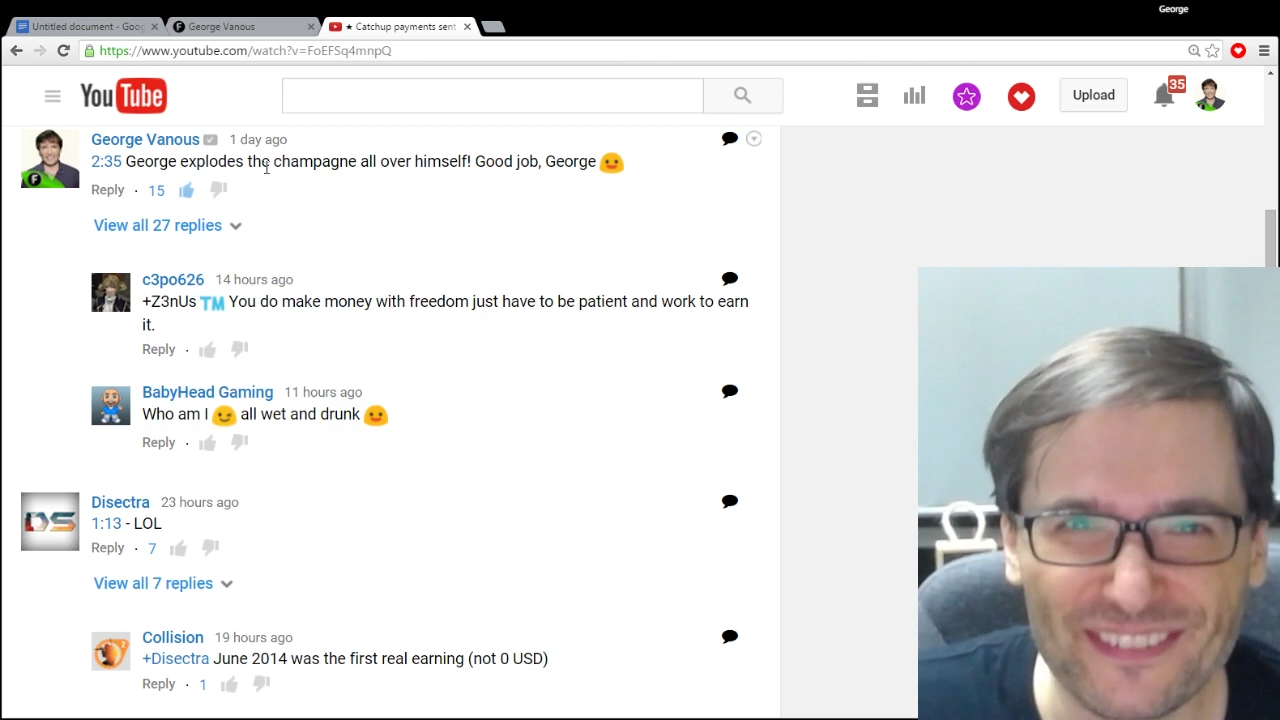 George
Untitled document - Goog
George Vanous
★ Catchup payments sent
https://www.youtube.com/watch?v=FoEFSq4mnpQ
YouTube
Upload
35
George Vanous 1 day ago
2:35 George explodes the champagne all over himself! Good job, George
Reply · 15
View all 27 replies
c3po626 14 hours ago
+Z3nUs TM You do make money with freedom just have to be patient and work to earn
it.
Reply ·
BabyHead Gaming 11 hours ago
Who am I all wet and drunk
Reply ·
DS
Disectra 23 hours ago
1:13 - LOL
Reply · 7
View all 7 replies
Collision 19 hours ago
+Disectra June 2014 was the first real earning (not 0 USD)
Reply · 1